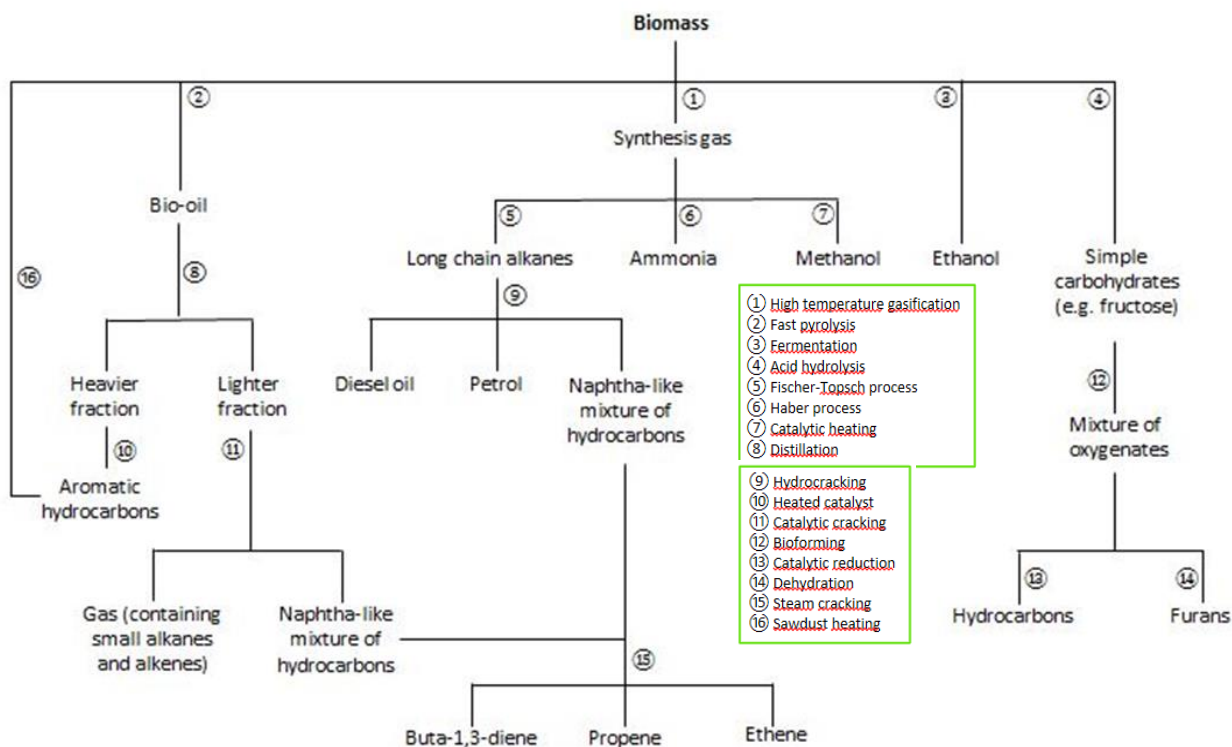 Biomass
②
①
③
④
Synthesis gas
Bio-oil
⑤
⑥
⑦
⑧
⑯
Long chain alkanes
Ammonia
Methanol
Ethanol
Simple
carbohydrates
(e.g. fructose)
⑨
① High temperature gasification
② Fast pyrolysis
③ Fermentation
④ Acid hydrolysis
⑤ Fischer-Topsch process
⑥ Haber process
⑦ Catalytic heating
⑧ Distillation
Heavier
fraction
Lighter
fraction
Diesel oil
Petrol
Naphtha-like
mixture of
hydrocarbons
⑫
Mixture of
oxygenates
⑩
⑪
Aromatic
hydrocarbons
⑨ Hydrocracking
⑩ Heated catalyst
⑪ Catalytic cracking
⑫ Bioforming
⑬ Catalytic reduction
⑭ Dehydration
⑮ Steam cracking
⑯ Sawdust heating
⑬
⑭
Gas (containing
small alkanes
and alkenes)
Naphtha-like
mixture of
hydrocarbons
Hydrocarbons
Furans
⑮
Buta-1,3-diene
Propene
Ethene